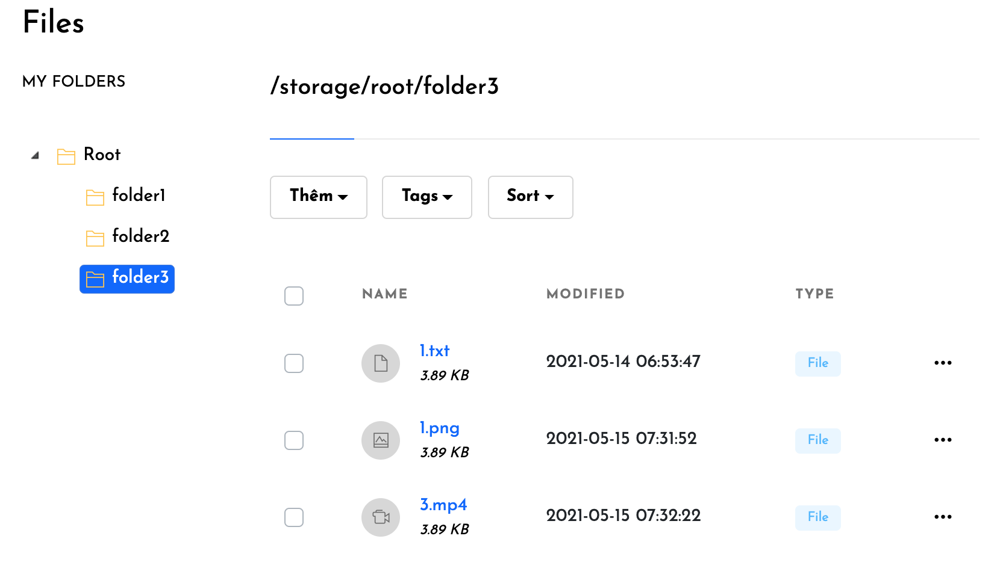 Files
MY FOLDERS
Root
folder1
folder2
folder3
/storage/root/folder3
Thêm Tags Sort
NAME MODIFIED TYPE
1.txt
3.89 KB
2021-05-14 06:53:47 File
1.png
3.89 KB
2021-05-15 07:31:52 File
3.mp4
3.89 KB
2021-05-15 07:32:22 File